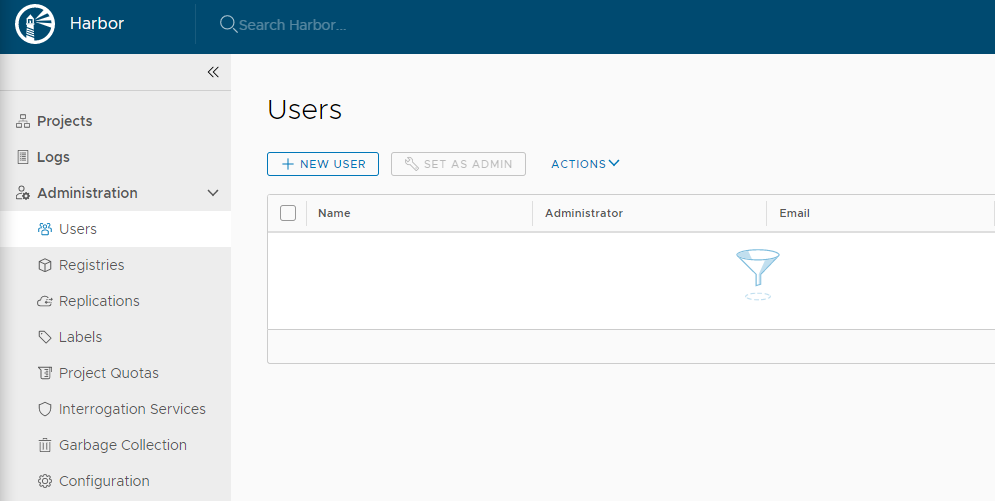 Harbor
Search Harbor...
Projects
Logs
Administration
Users
Registries
Replications
Labels
Project Quotas
Interrogation Services
Garbage Collection
Configuration
Users
NEW USER
SET AS ADMIN
ACTIONS
Name
Administrator
Email